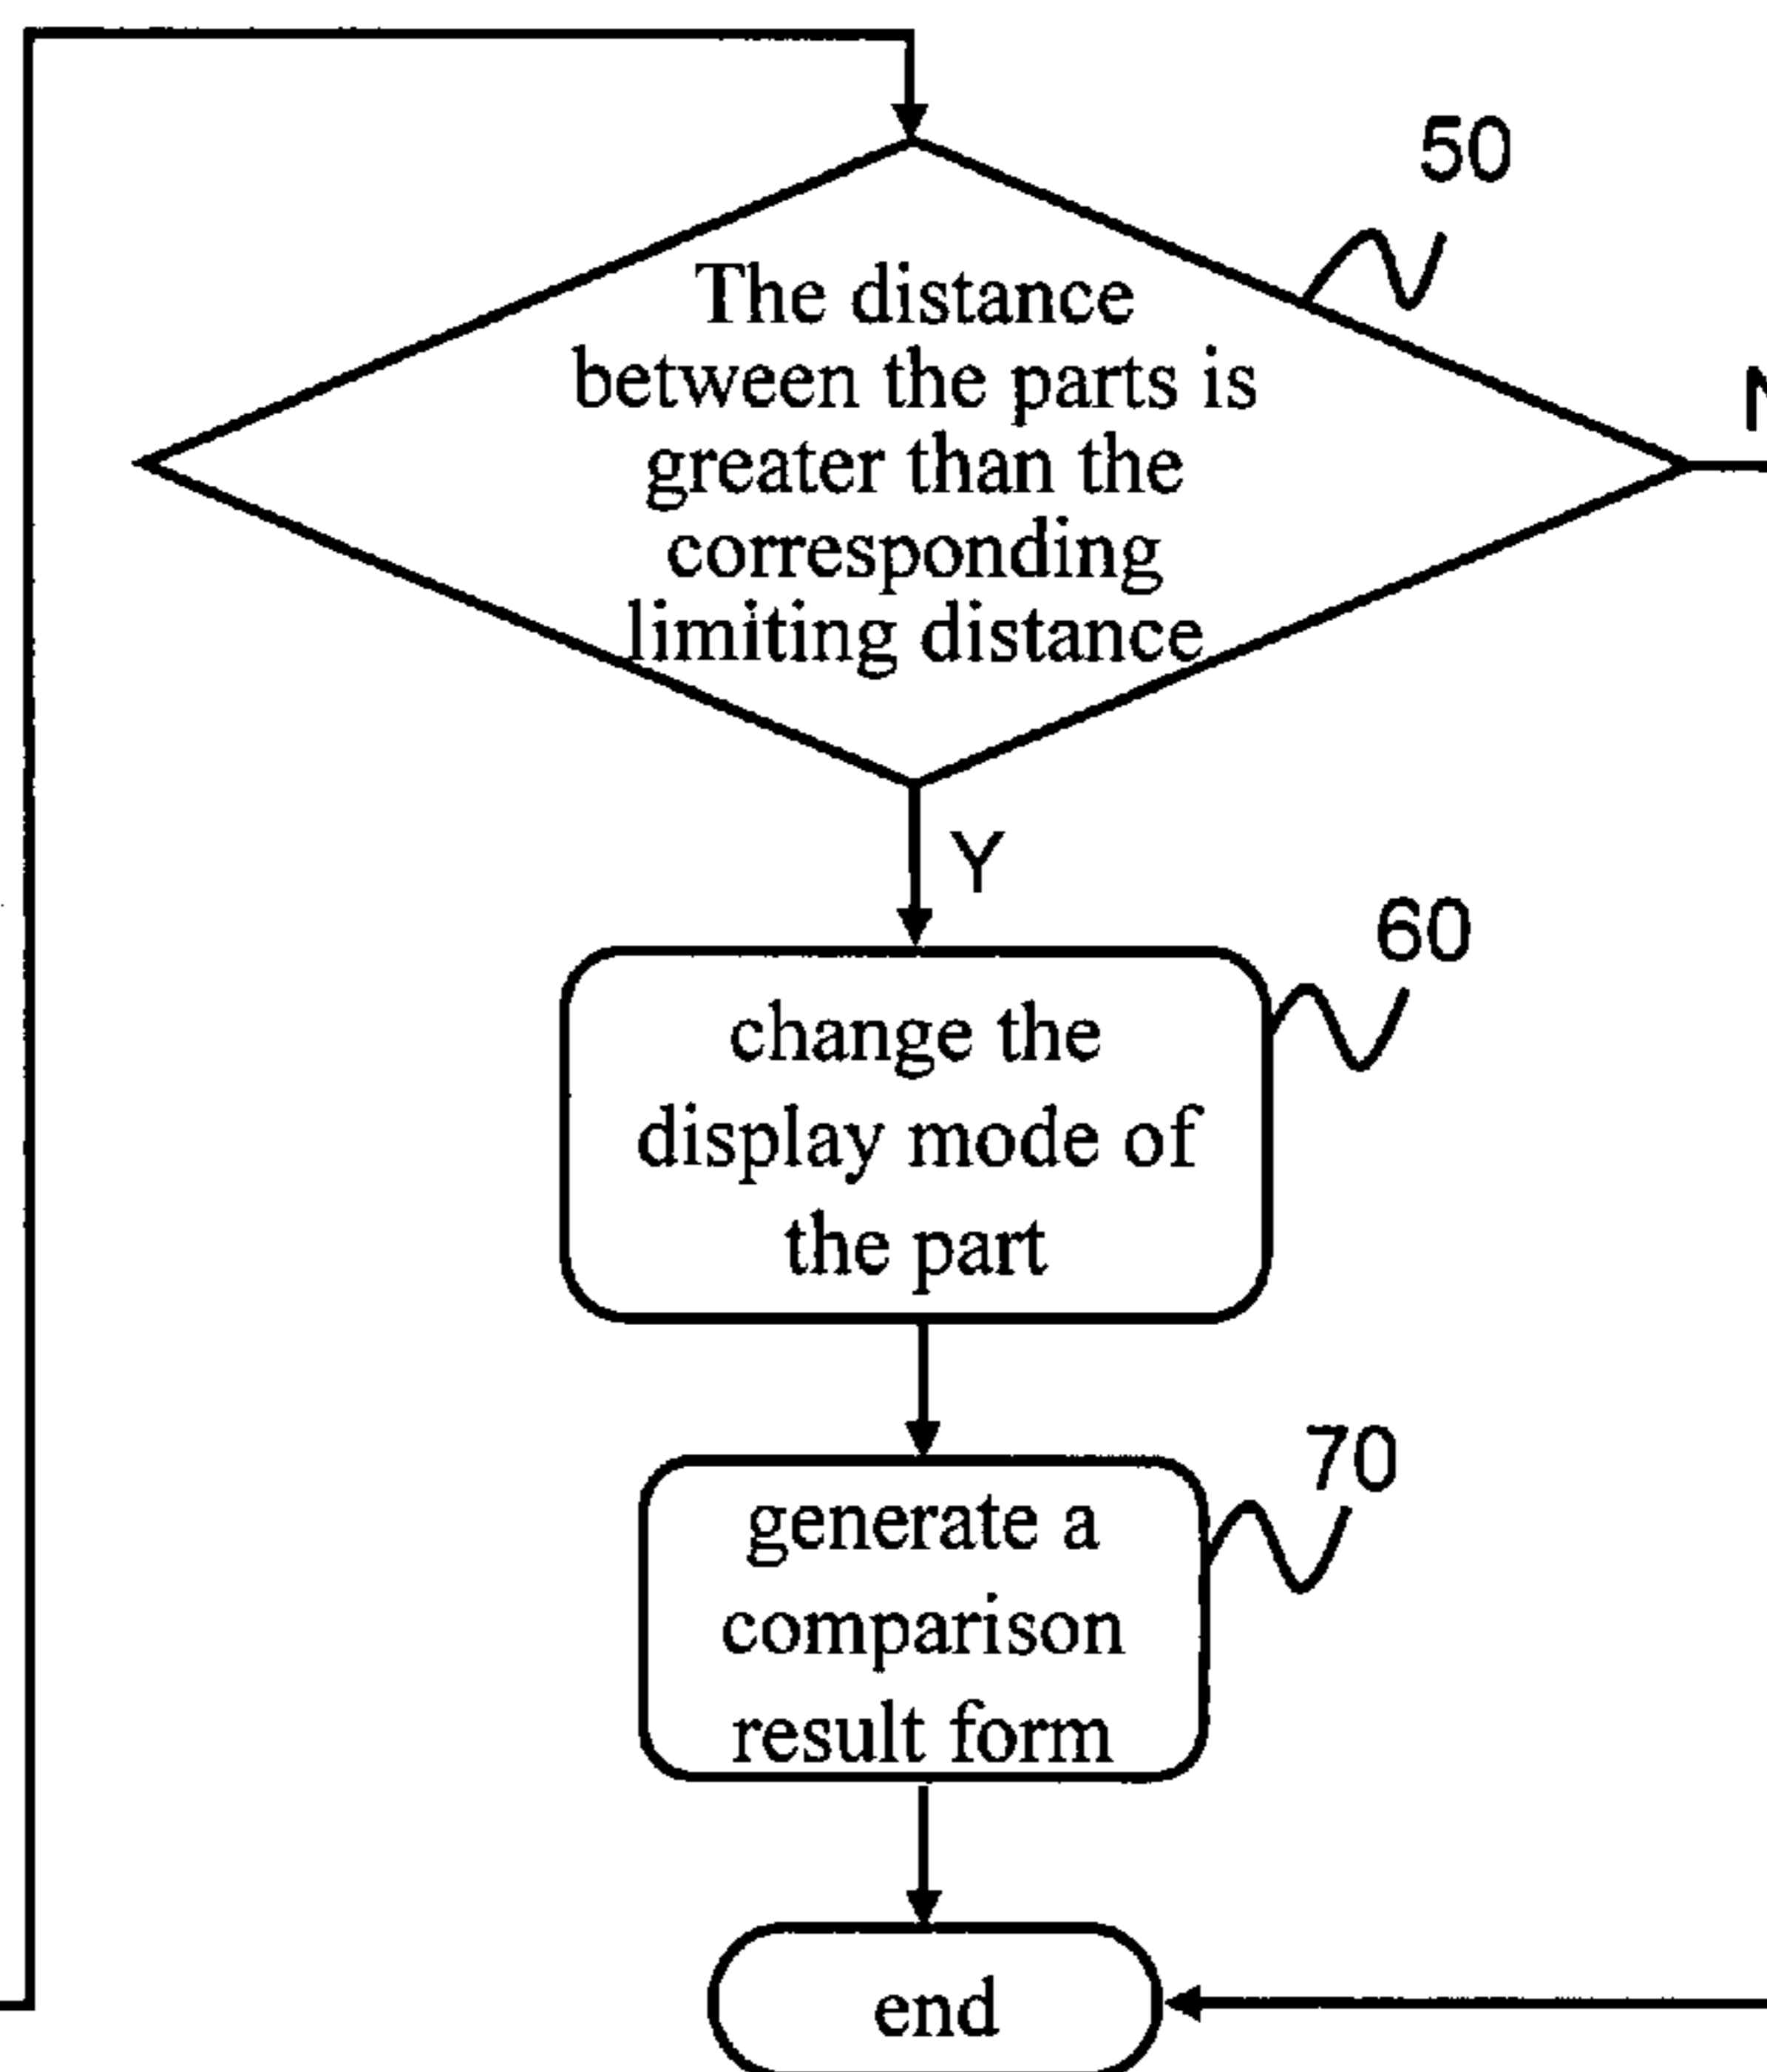 50
The distance
between the parts is
greater than the
corresponding
limiting distance
N
Y
60
change the
display mode of
the part
70
generate a
comparison
result form
end